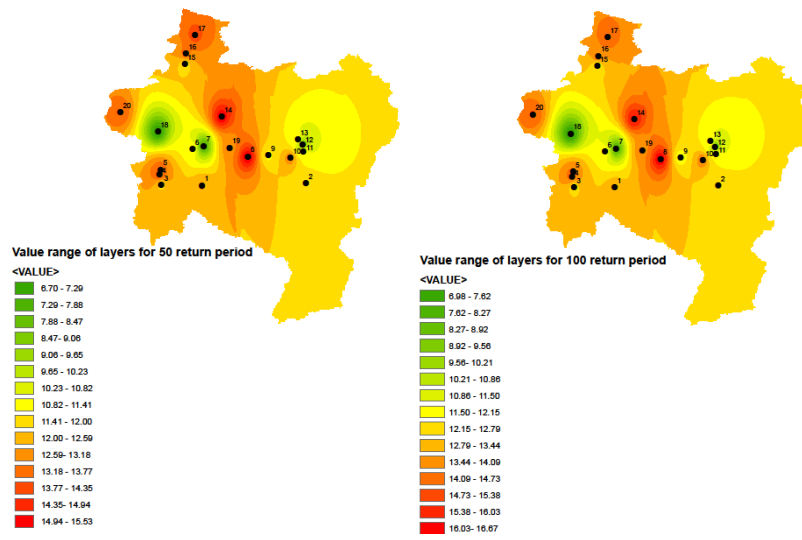 17
16
15
20
14
18
13
12
6
7
19
11
8
9
10
5
4
3
1
2
Value range of layers for 50 return period
<VALUE>
6.70 - 7.29
7.29 - 7.88
7.88 - 8.47
8.47 - 9.06
9.06 - 9.65
9.65 - 10.23
10.23 - 10.82
10.82 - 11.41
11.41 - 12.00
12.00 - 12.59
12.59 - 13.18
13.18 - 13.77
13.77 - 14.35
14.35 - 14.94
14.94 - 15.53
17
16
15
20
14
18
13
12
6
7
19
11
8
9
10
5
4
3
1
2
Value range of layers for 100 return period
<VALUE>
6.98 - 7.62
7.62 - 8.27
8.27 - 8.92
8.92 - 9.56
9.56 - 10.21
10.21 - 10.86
10.86 - 11.50
11.50 - 12.15
12.15 - 12.79
12.79 - 13.44
13.44 - 14.09
14.09 - 14.73
14.73 - 15.38
15.38 - 16.03
16.03 - 16.67